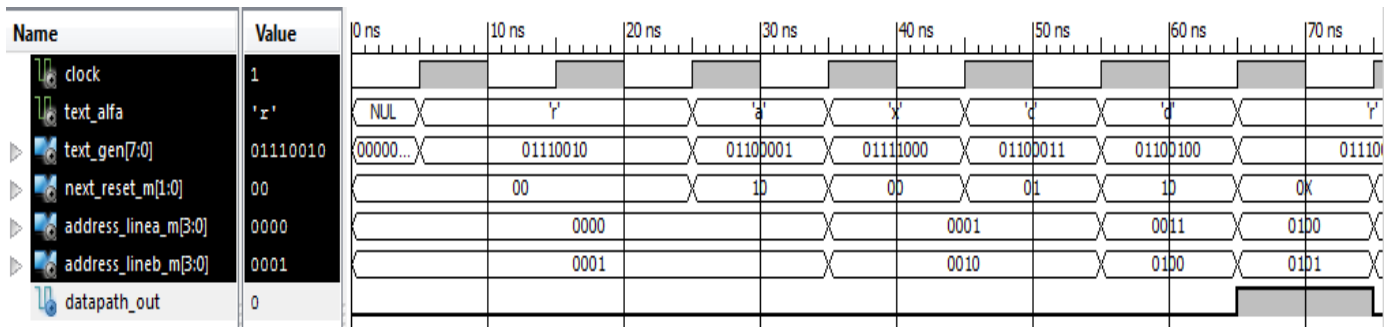 Name Value 0 ns 10 ns 20 ns 30 ns 40 ns 50 ns 60 ns 70 ns
clock 1
text_alfa 'r' NUL 'r' 'a' 'x' 'c' 'd' 'r'
text_gen[7:0] 01110010 00000... 01110010 01100001 01111000 01100011 01100100 01110
next_reset_m[1:0] 00 00 10 00 01 10 0X
address_linea_m[3:0] 0000 0000 0001 0011 0100
address_lineb_m[3:0] 0001 0001 0010 0100 0101
datapath_out 0